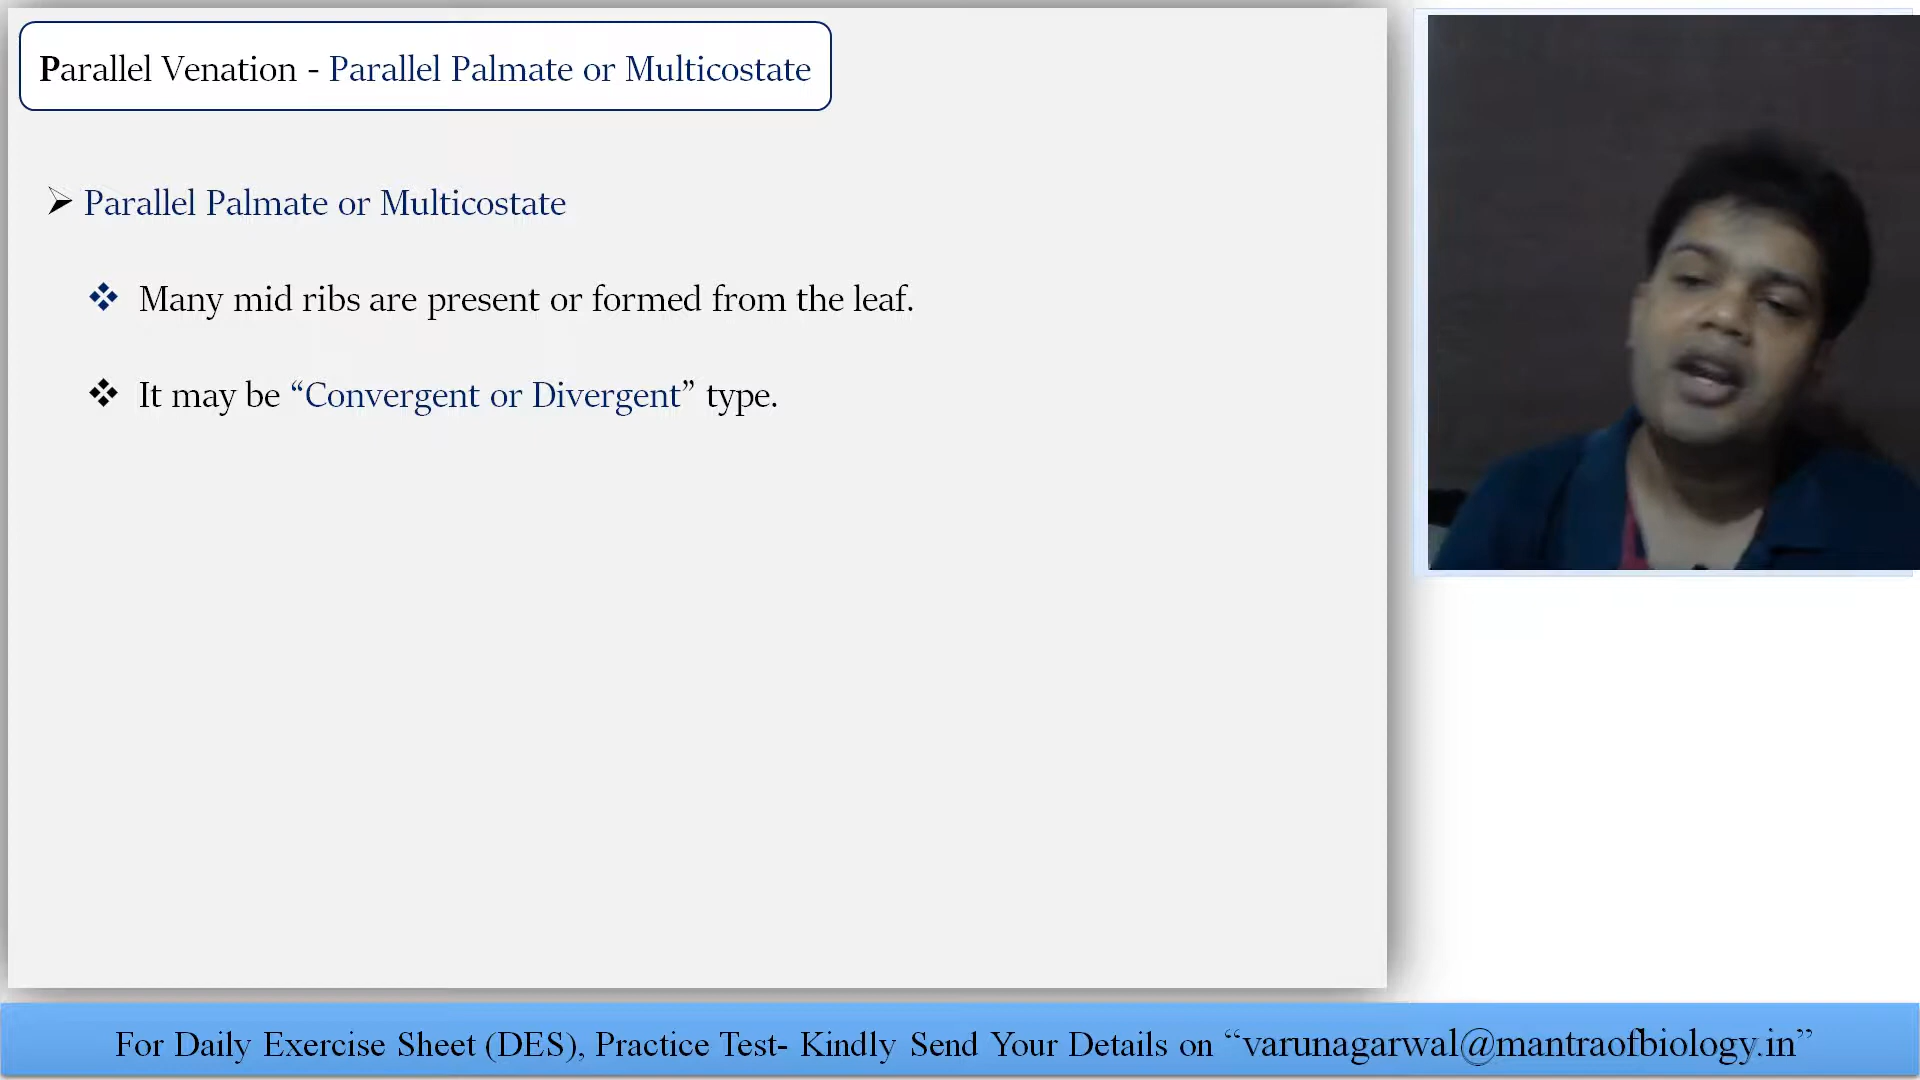 Parallel Venation - Parallel Palmate or Multicostate
Parallel Palmate or Multicostate
Many mid ribs are present or formed from the leaf.
It may be “Convergent or Divergent” type.
For Daily Exercise Sheet (DES), Practice Test- Kindly Send Your Details on “varunagarwal@mantraofbiology.in”